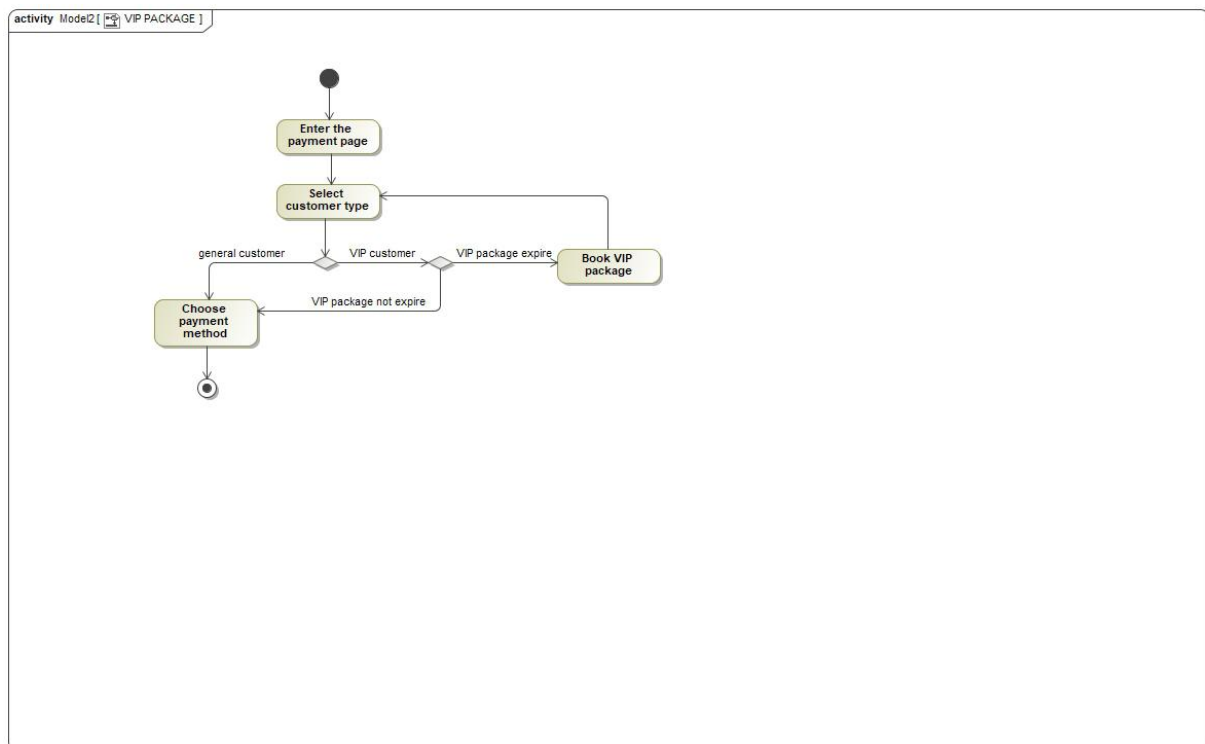 activity Model2 [ VIP PACKAGE ]
Enter the
payment page
Select
customer type
general customer
VIP customer
VIP package expire
Book VIP
package
VIP package not expire
Choose
payment
method